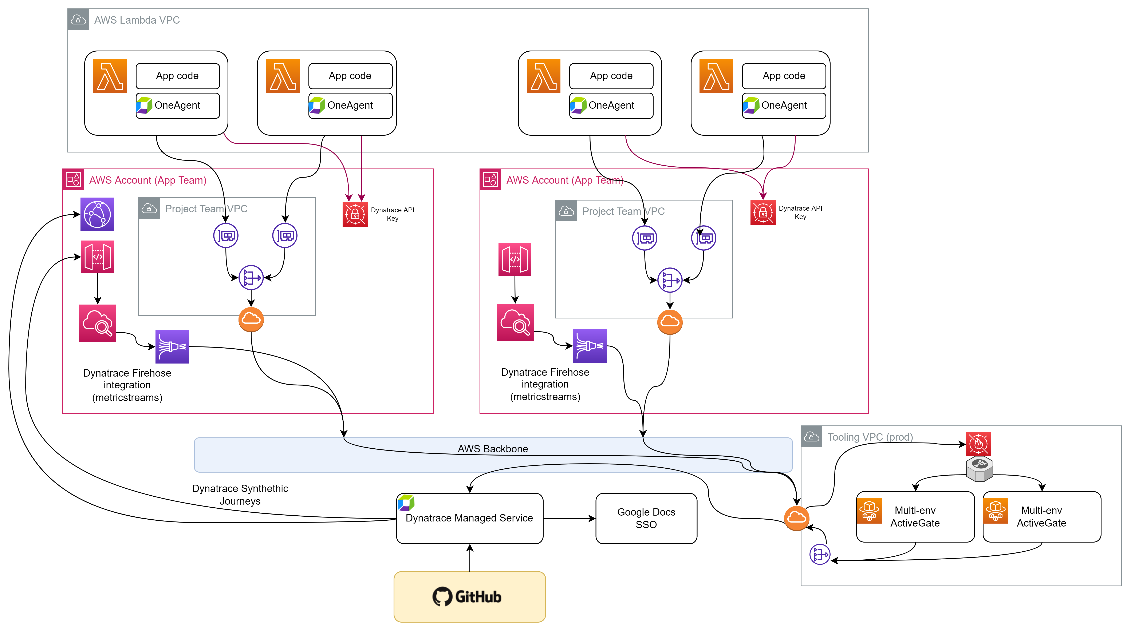 AWS Lambda VPC
App code
OneAgent
App code
OneAgent
App code
OneAgent
App code
OneAgent
AWS Account (App Team)
Project Team VPC
Dynatrace API
Key
Dynatrace Firehose
integration
(metricstreams)
AWS Account (App Team)
Project Team VPC
Dynatrace API
Key
Dynatrace Firehose
integration
(metricstreams)
AWS Backbone
Tooling VPC (prod)
Multi-env
ActiveGate
Multi-env
ActiveGate
Dynatrace Synthethic
Journeys
Dynatrace Managed Service
Google Docs
SSO
GitHub